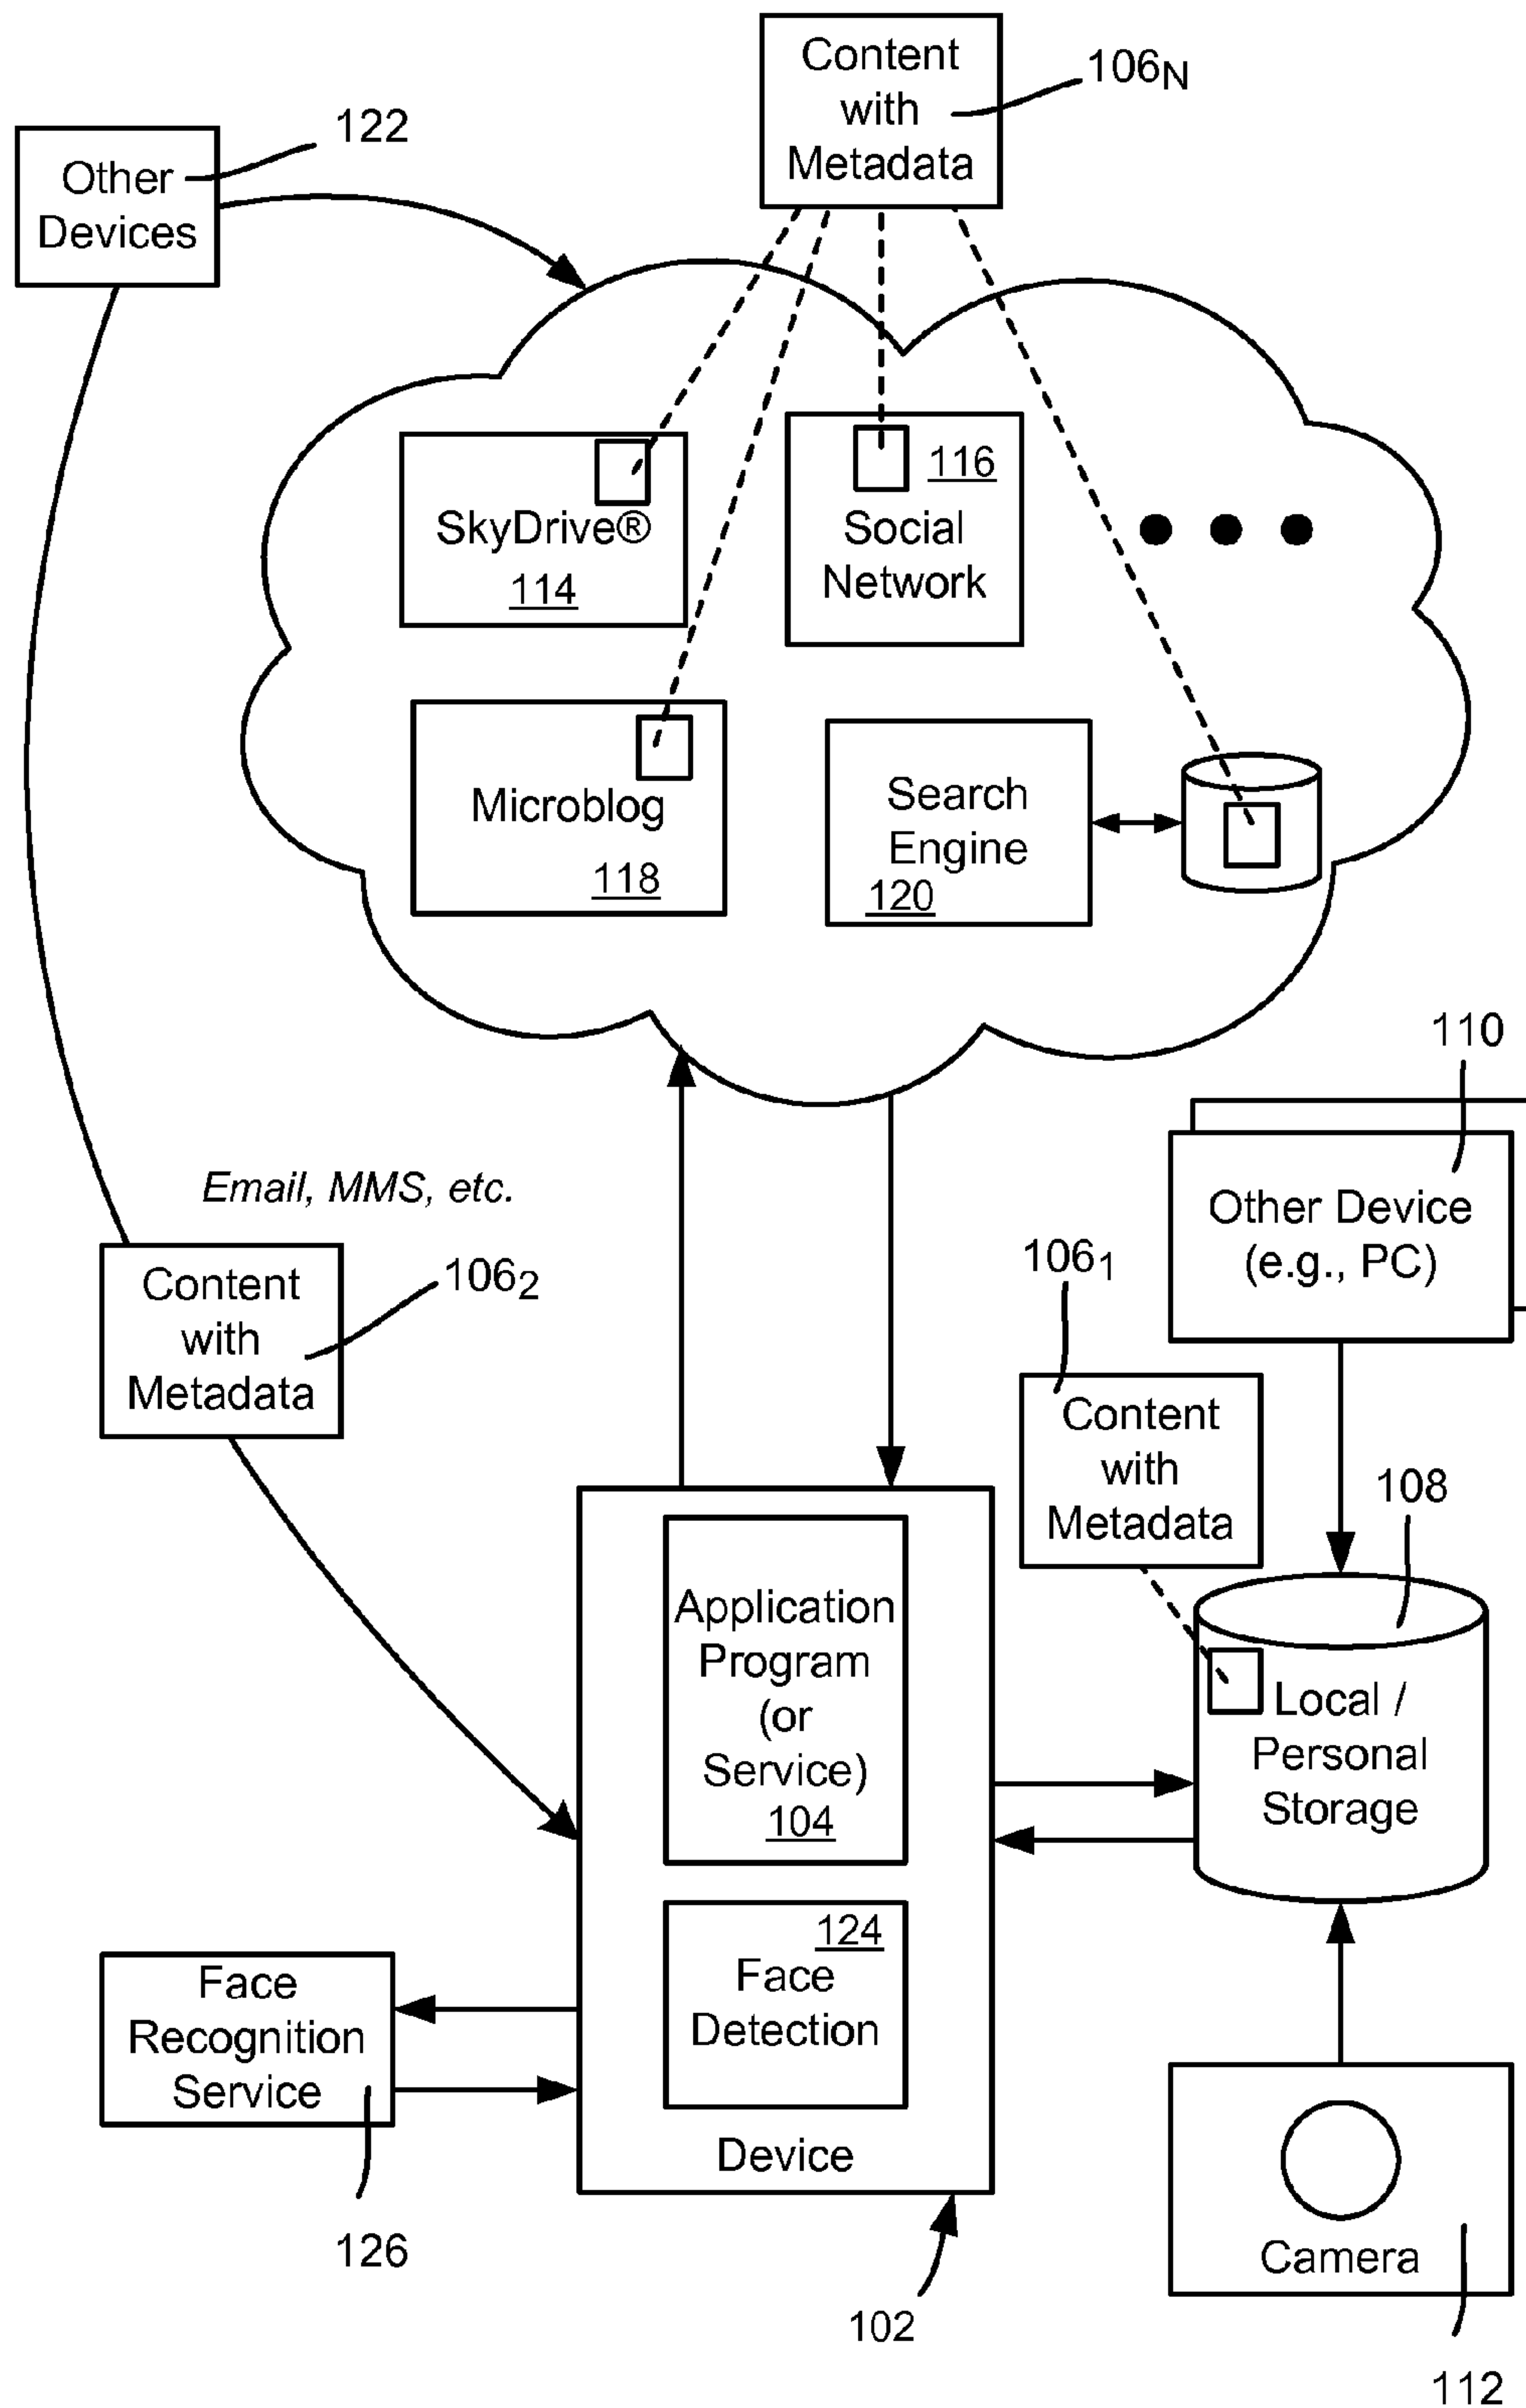 Content
with
Metadata
106N
122
Other
Devices
SkyDrive®
114
116
Social
Network
Microblog
118
Search
Engine
120
110
Other Device
(e.g., PC)
Email, MMS, etc.
Content
with
Metadata
1062
1061
Content
with
Metadata
108
Local /
Personal
Storage
Application
Program
(or
Service)
104
124
Face
Detection
Device
102
Face
Recognition
Service
126
Camera
112